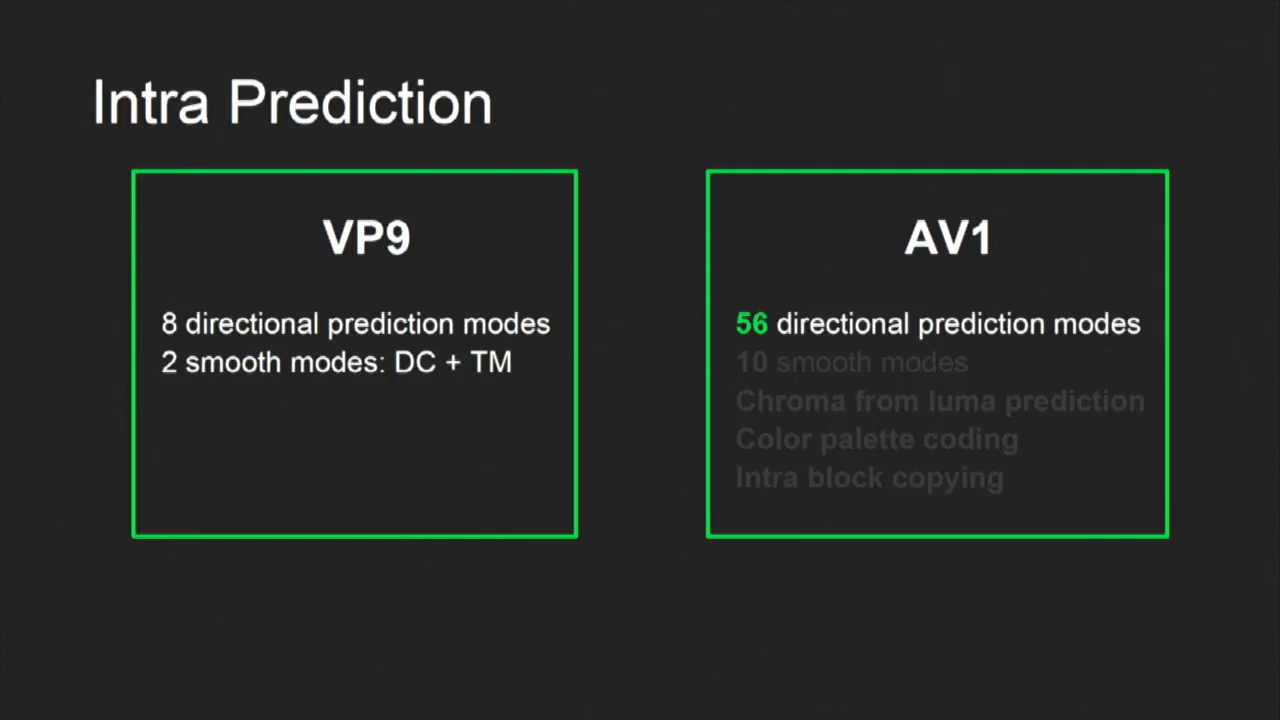 Intra Prediction
VP9
8 directional prediction modes
2 smooth modes: DC + TM
AV1
56 directional prediction modes
10 smooth modes
Chroma from luma prediction
Color palette coding
Intra block copying